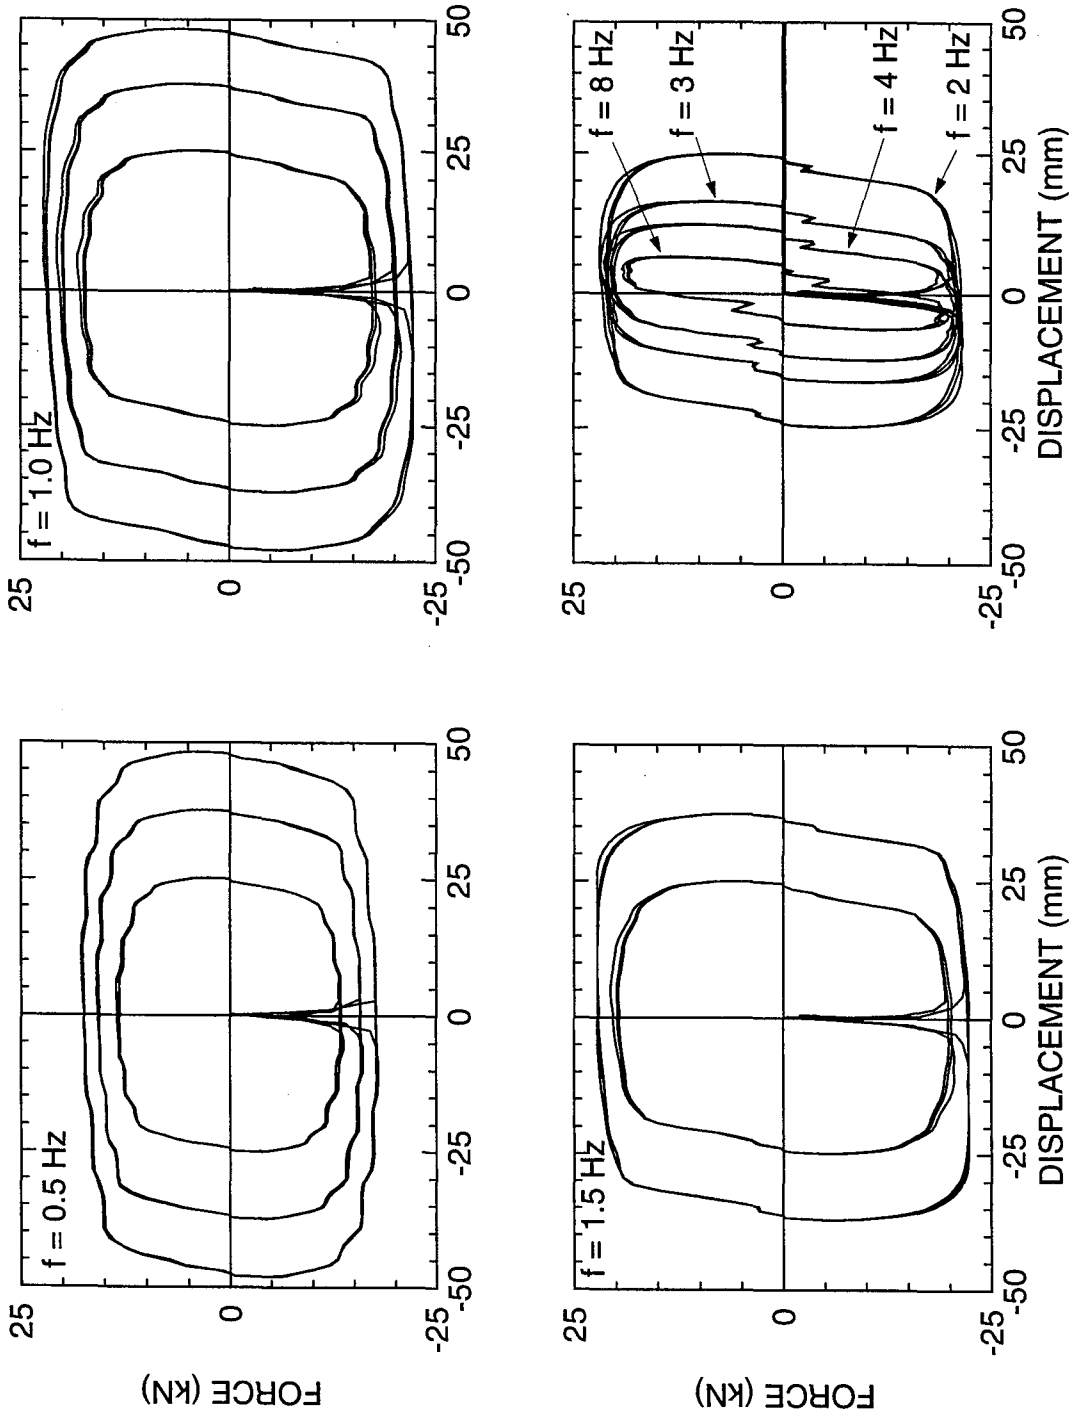 f = 0.5 Hz
25
0
-25
-50
-25
0
25
50
FORCE (kN)
f = 1.0 Hz
25
0
-25
-50
-25
0
25
50
f = 1.5 Hz
25
0
-25
-50
-25
0
25
50
FORCE (kN)
DISPLACEMENT (mm)
f = 8 Hz
f = 3 Hz
f = 4 Hz
f = 2 Hz
25
0
-25
-50
-25
0
25
50
DISPLACEMENT (mm)